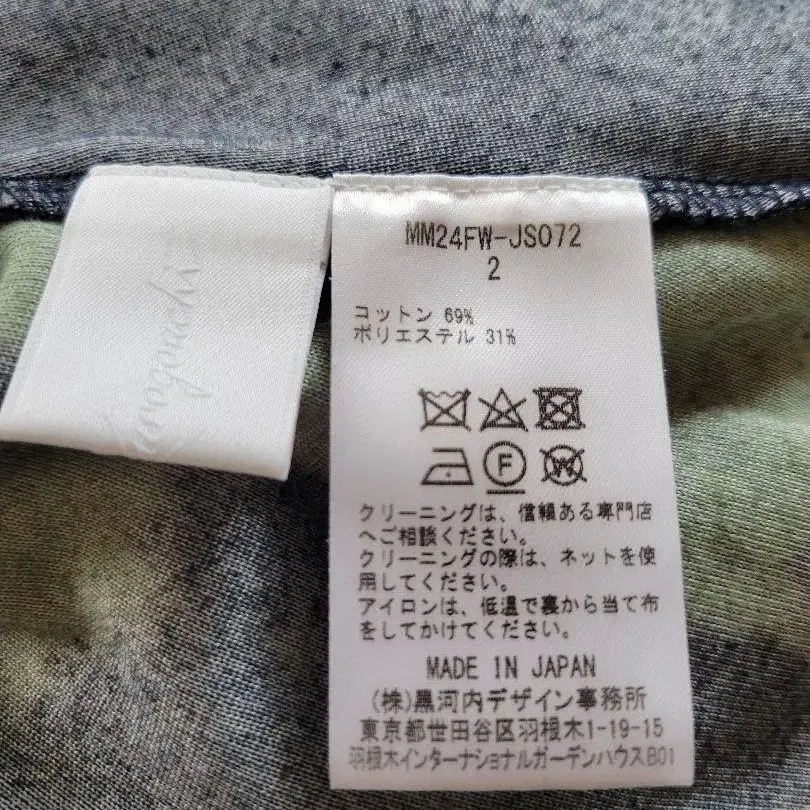 MM24FW-JS072
2
コットン 69%
ポリエステル 31%
F
W
クリーニングは、信頼ある専門店
へご相談ください。
クリーニングの際は、ネットを使
用してください。
アイロンは、低温で裏から当て布
をしてかけてください。
MADE IN JAPAN
(株)黒河内デザイン事務所
東京都世田谷区羽根木1-19-15
羽根木インターナショナルガーデンハウスB01